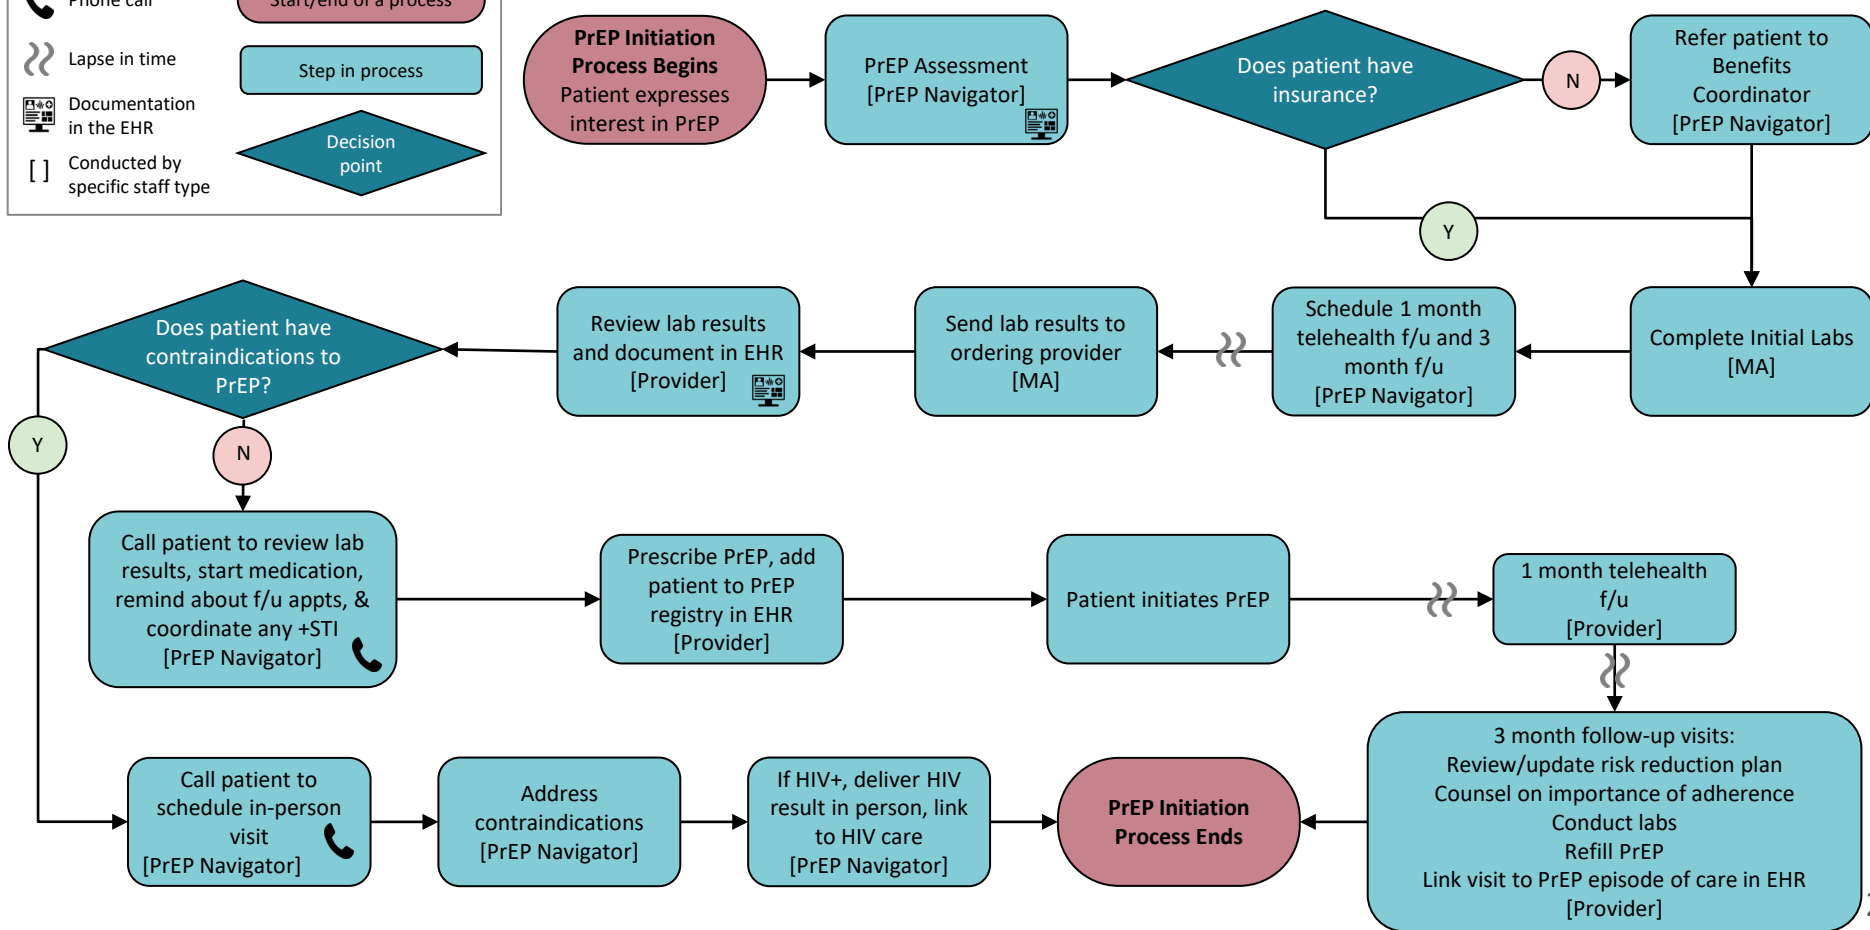 Phone call
Start/end of a process
Lapse in time
Step in process
Documentation
in the EHR
Decision
point
[ ]
Conducted by
specific staff type
PrEP Initiation
Process Begins
Patient expresses
interest in PrEP
PrEP Assessment
[PrEP Navigator]
Does patient have
insurance?
N
Refer patient to
Benefits
Coordinator
[PrEP Navigator]
Y
Complete Initial Labs
[MA]
Schedule 1 month
telehealth f/u and 3
month f/u
[PrEP Navigator]
Send lab results to
ordering provider
[MA]
Review lab results
and document in EHR
[Provider]
Does patient have
contraindications to
PrEP?
Y
N
Call patient to review lab
results, start medication,
remind about f/u appts, &
coordinate any +STI
[PrEP Navigator]
Prescribe PrEP, add
patient to PrEP
registry in EHR
[Provider]
Patient initiates PrEP
1 month telehealth
f/u
[Provider]
3 month follow-up visits:
Review/update risk reduction plan
Counsel on importance of adherence
Conduct labs
Refill PrEP
Link visit to PrEP episode of care in EHR
[Provider]
Call patient to
schedule in-person
visit
[PrEP Navigator]
Address
contraindications
[PrEP Navigator]
If HIV+, deliver HIV
result in person, link
to HIV care
[PrEP Navigator]
PrEP Initiation
Process Ends